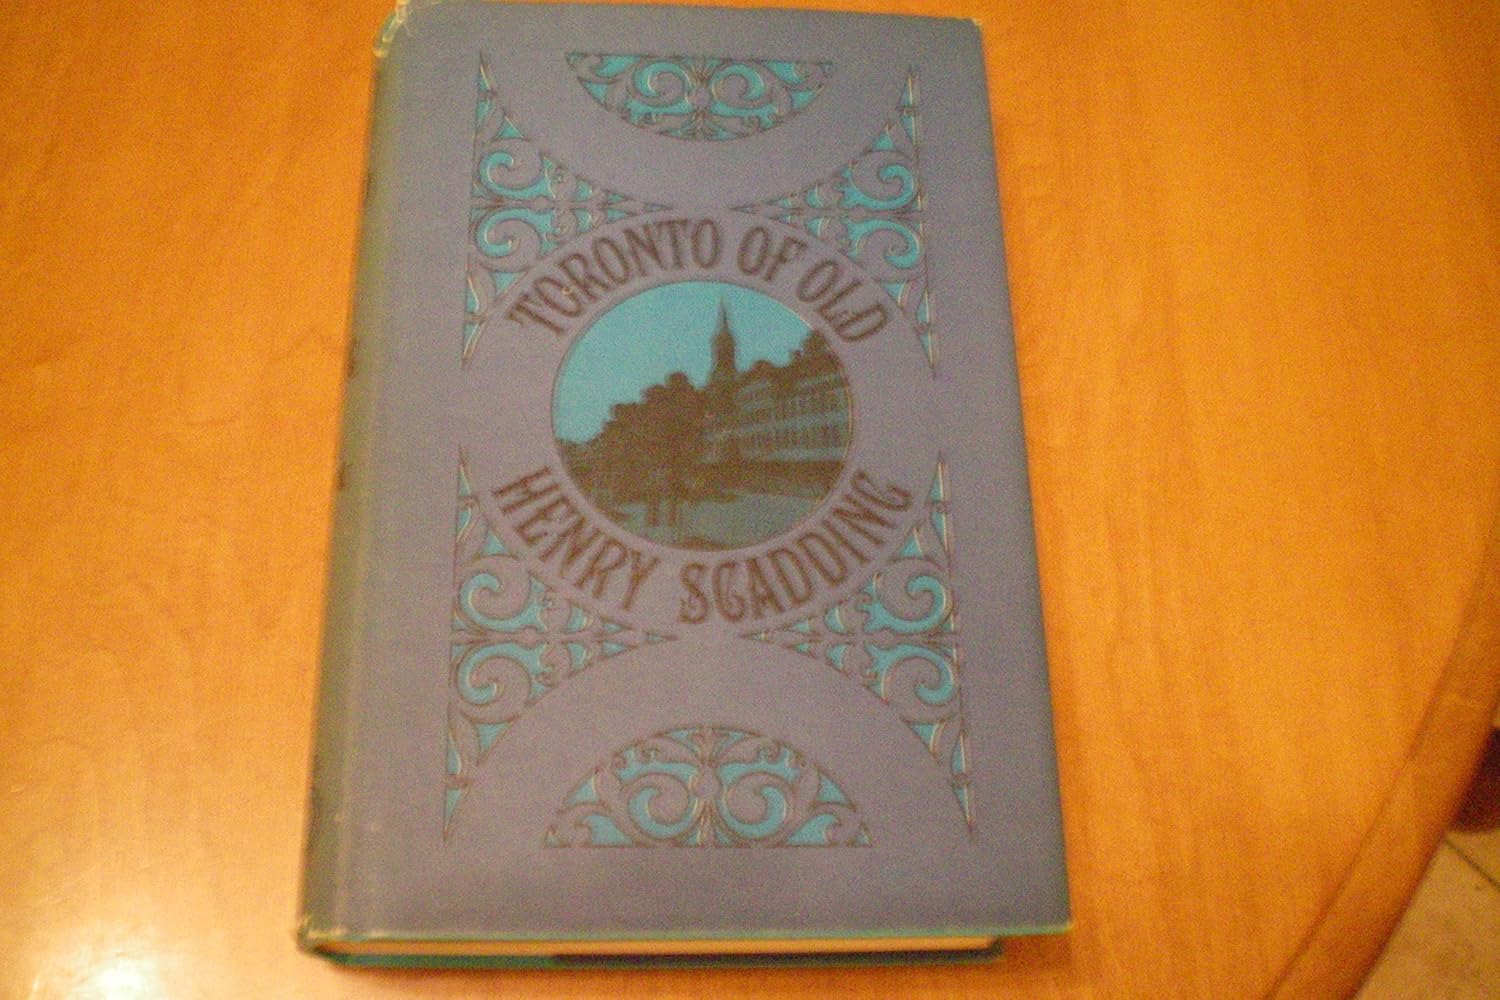 TORONTO OF OLD
HENRY SCADDING